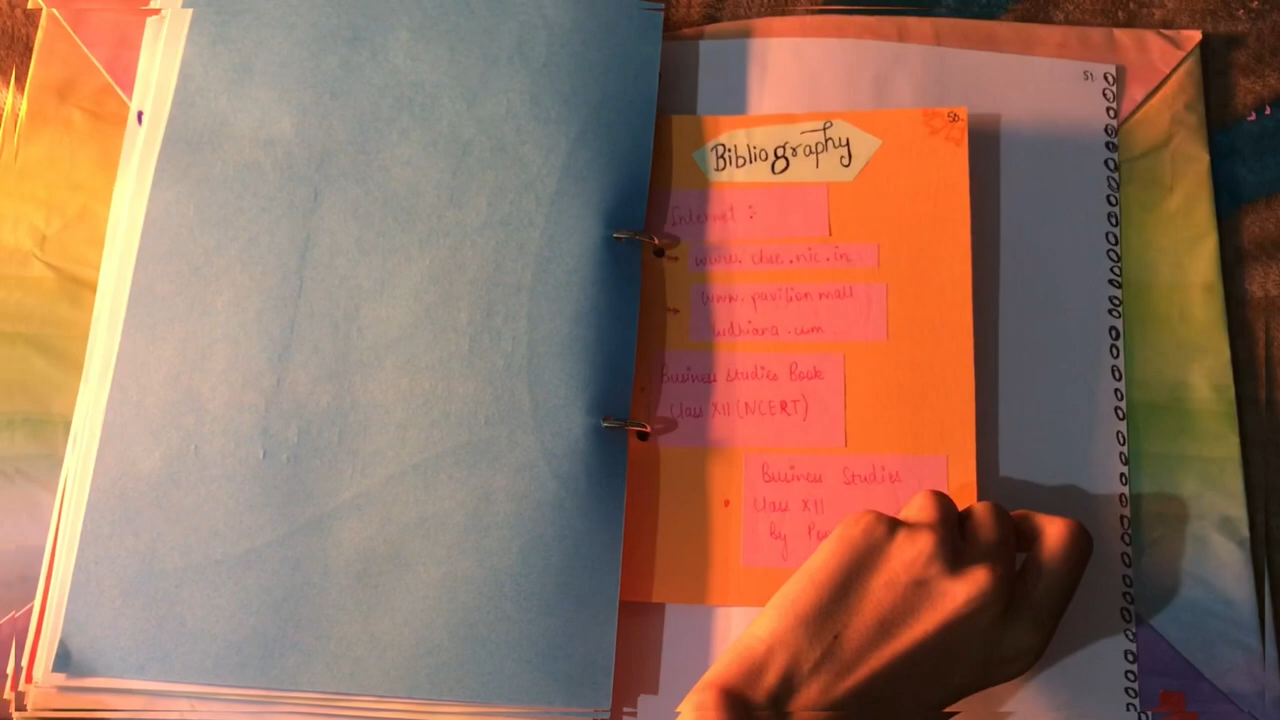 51.
50.
Bibliography
Internet :
www.cbse.nic.in
www.pavilionmall
ludhiana.com
Business Studies Book
Class XII (NCERT)
Business Studies
Class XII
by